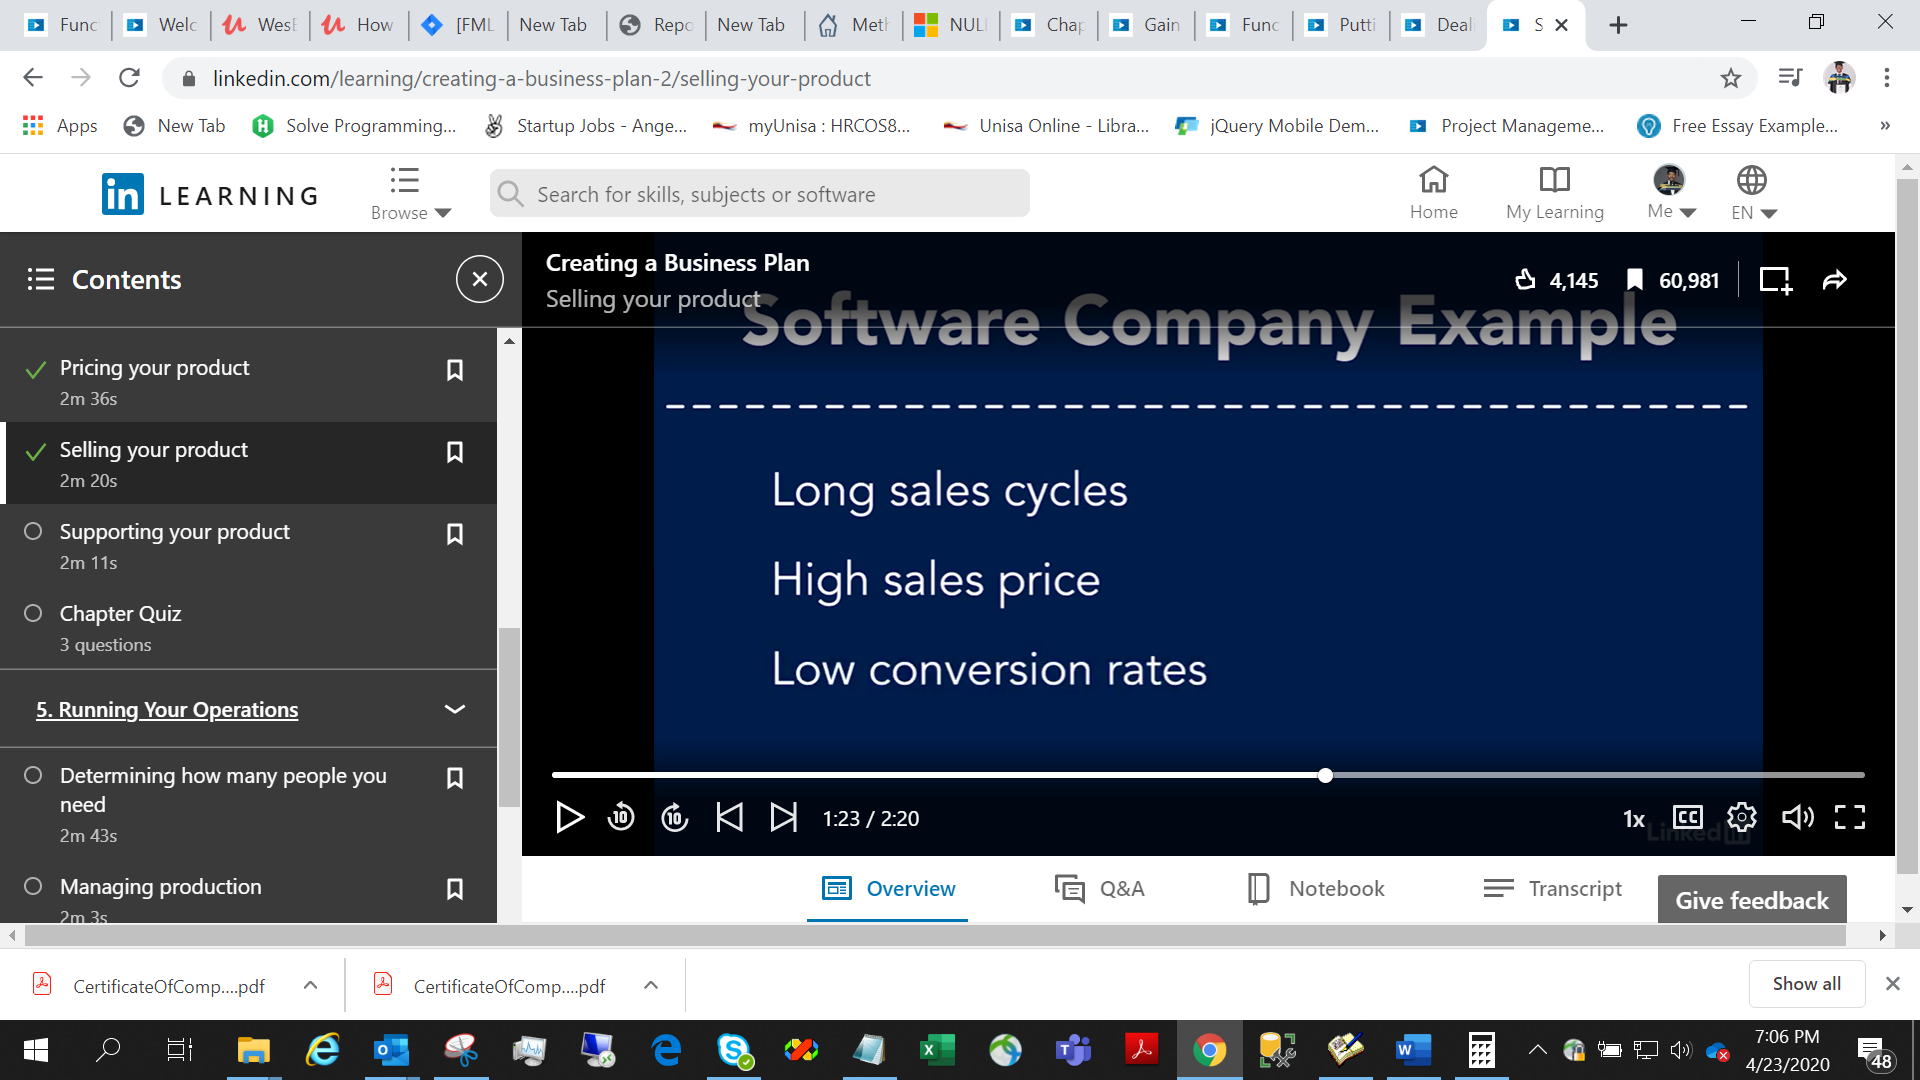 Func
Welc
WesE
How
[FML
New Tab
Repo
New Tab
Meth
NULL
Chap
Gain
Func
Putti
Deali
S
linkedin.com/learning/creating-a-business-plan-2/selling-your-product
Apps
New Tab
Solve Programming...
Startup Jobs - Ange...
myUnisa : HRCOS8...
Unisa Online - Libra...
jQuery Mobile Dem...
Project Manageme...
Free Essay Example...
»
in LEARNING
Browse
Search for skills, subjects or software
Home
My Learning
Me
EN
Contents
Pricing your product
2m 36s
Selling your product
2m 20s
Supporting your product
2m 11s
Chapter Quiz
3 questions
5. Running Your Operations
Determining how many people you
need
2m 43s
Managing production
2m 3s
Creating a Business Plan
Selling your product
4,145
60,981
Software Company Example
Long sales cycles
High sales price
Low conversion rates
10
10
1:23 / 2:20
1x
CC
LinkedIn
Overview
Q&A
Notebook
Transcript
Give feedback
CertificateOfComp....pdf
CertificateOfComp....pdf
Show all
7:06 PM
4/23/2020
48